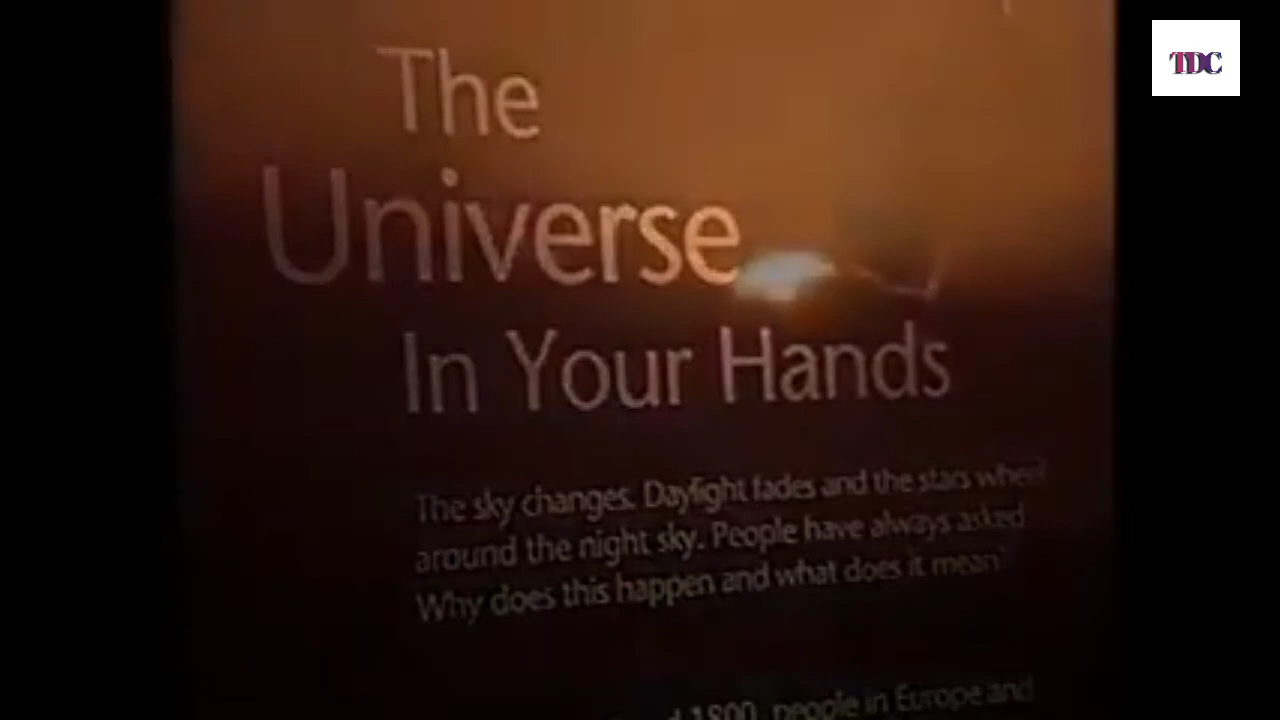 TDC
The
Universe
In Your Hands
The sky changes. Daylight fades and the stars wheel
around the night sky. People have always asked
Why does this happen and what does it mean?
1800, people in Europe and